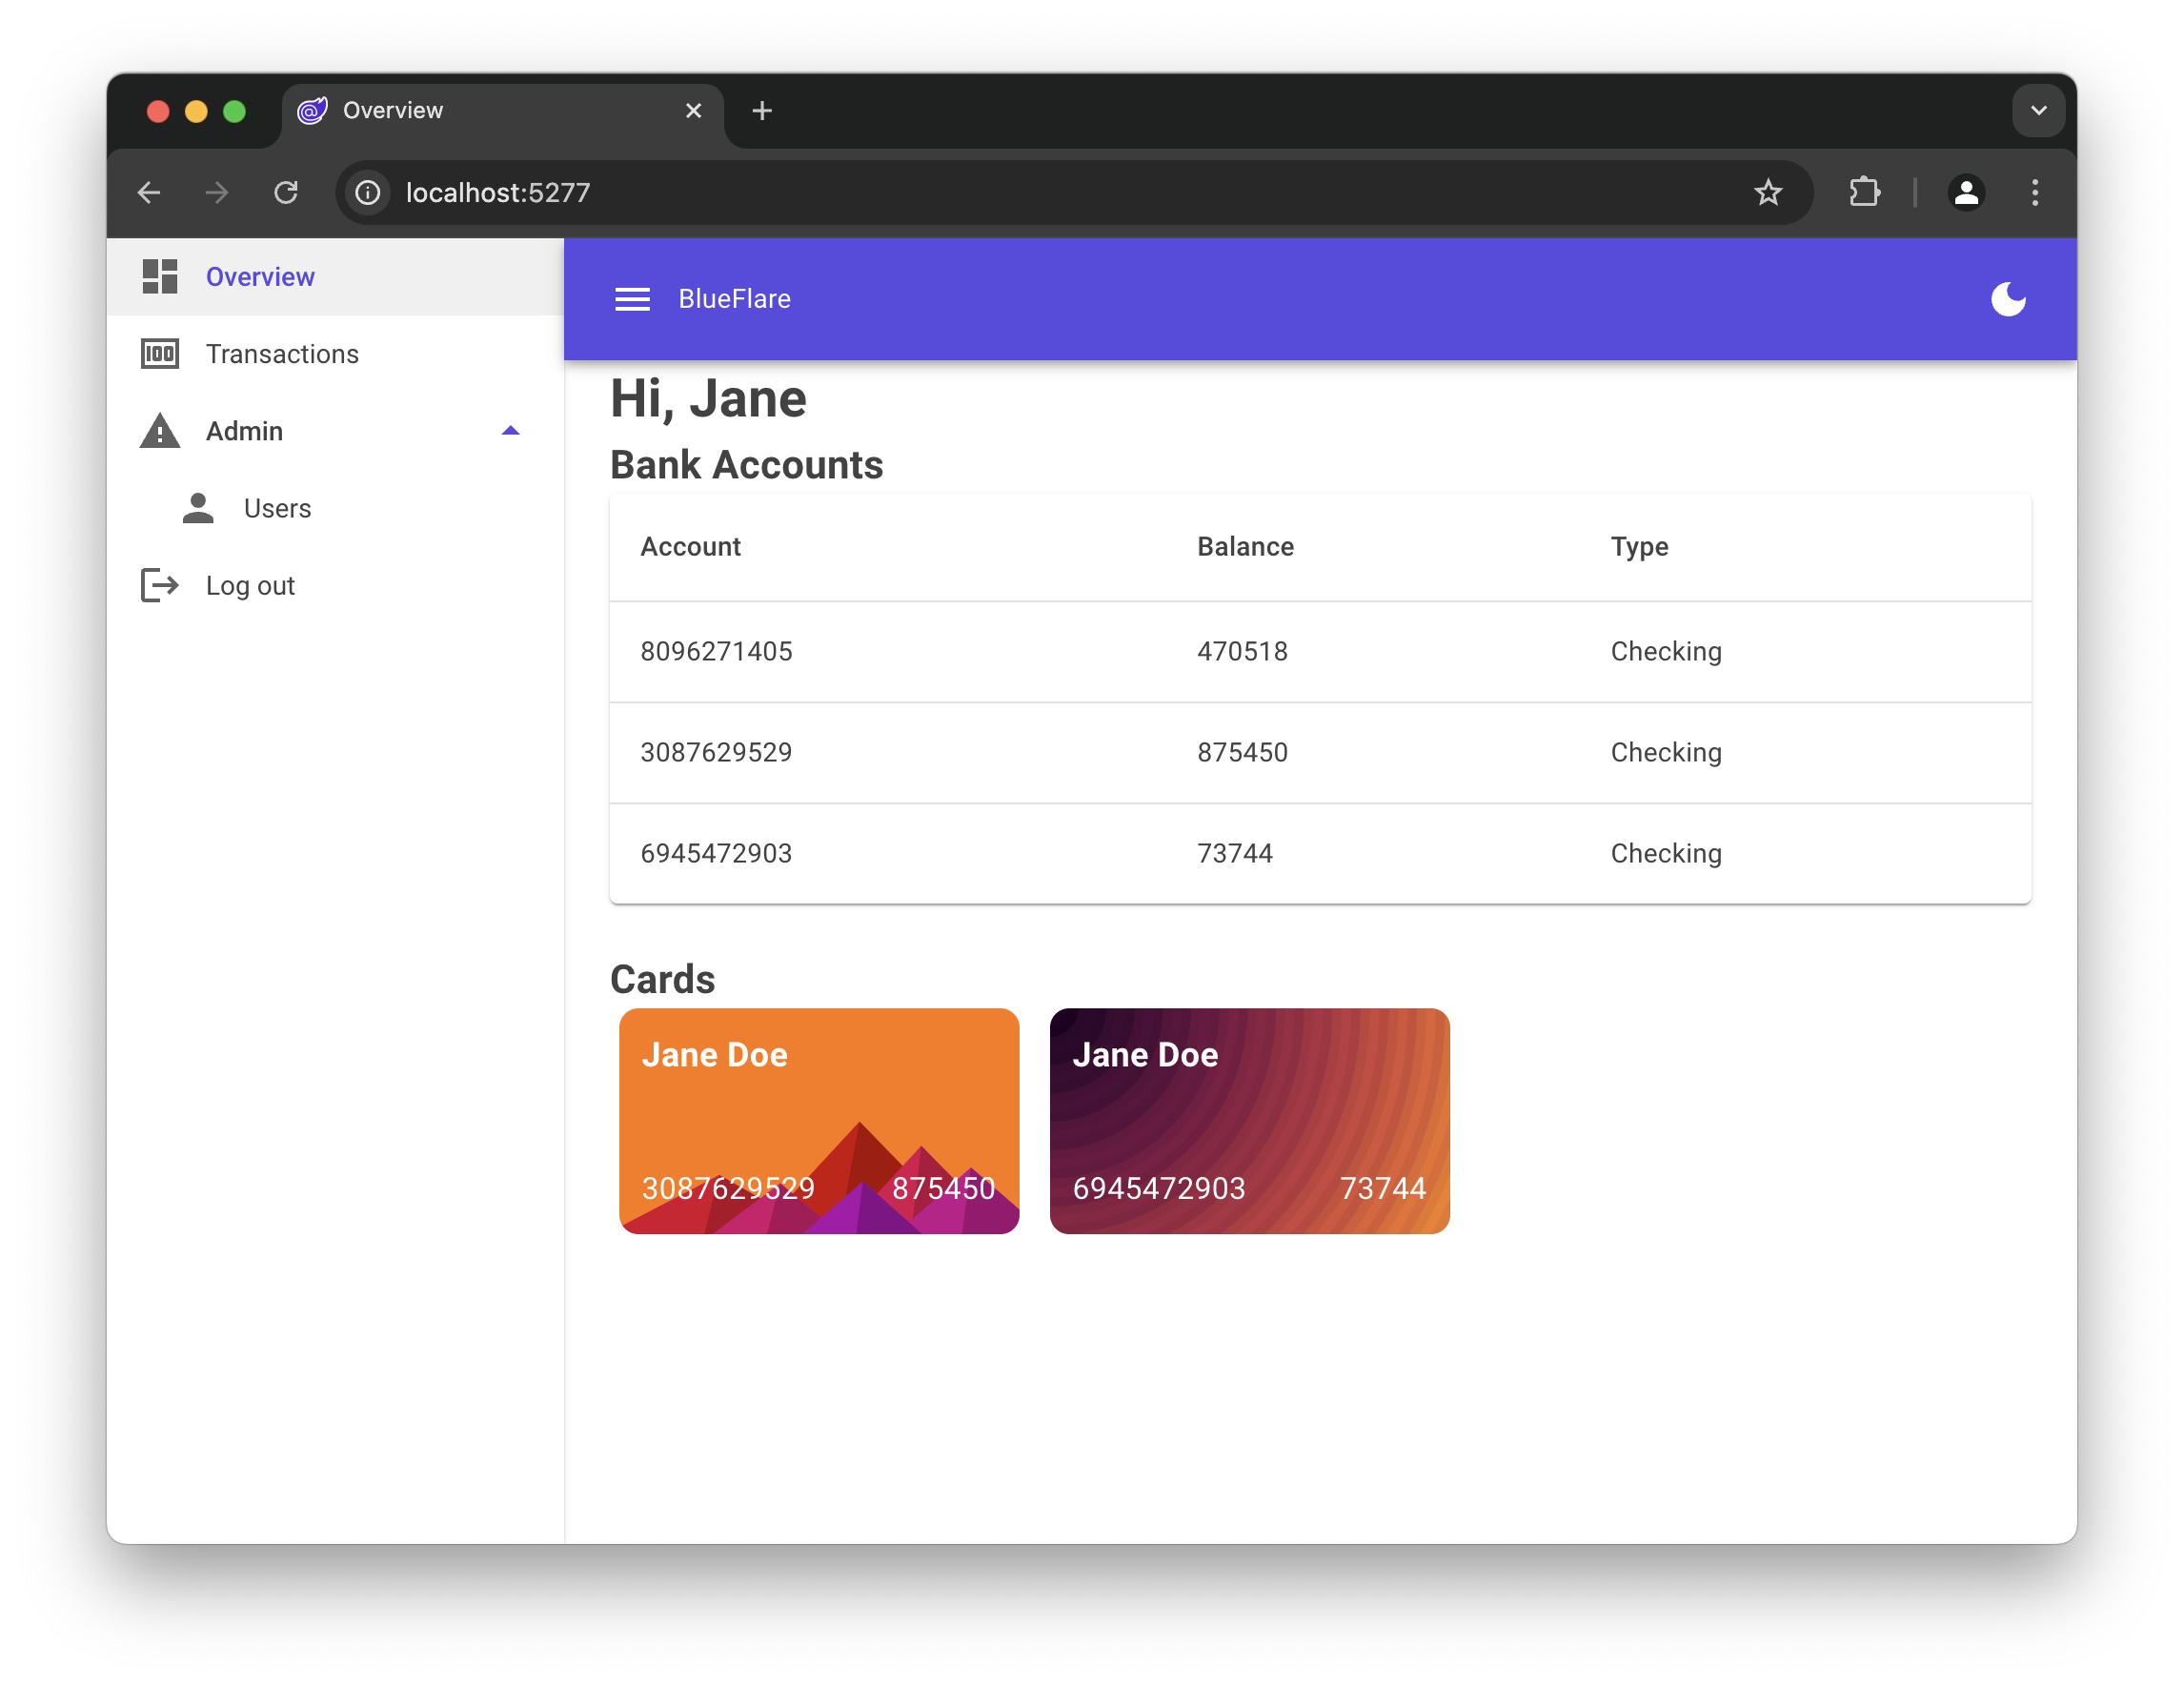 Overview
localhost:5277
Overview
Transactions
Admin
Users
Log out
BlueFlare
Hi, Jane
Bank Accounts
Account Balance Type
8096271405 470518 Checking
3087629529 875450 Checking
6945472903 73744 Checking
Cards
Jane Doe
3087629529 875450
Jane Doe
6945472903 73744